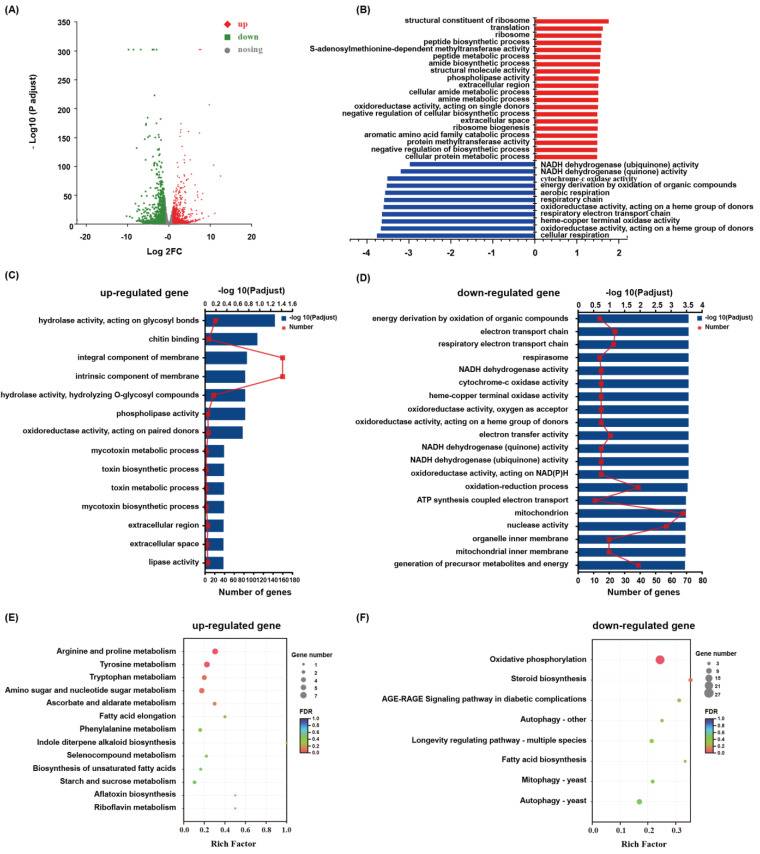 (A)
up
down
nosing
- Log10 (P adjust)
350
300
250
200
150
100
50
0
-20
-10
0
10
20
Log 2FC
(B)
structural constituent of ribosome
translation
ribosome
peptide biosynthetic process
S-adenosylmethionine-dependent methyltransferase activity
peptide metabolic process
amide biosynthetic process
structural molecule activity
phospholipase activity
extracellular region
cellular amide metabolic process
amine metabolic process
oxidoreductase activity, acting on single donors
negative regulation of cellular biosynthetic process
extracellular space
ribosome biogenesis
aromatic amino acid family catabolic process
protein methyltransferase activity
negative regulation of biosynthetic process
cellular protein metabolic process
NADH dehydrogenase (ubiquinone) activity
NADH dehydrogenase (quinone) activity
cytochrome-c oxidase activity
energy derivation by oxidation of organic compounds
aerobic respiration
respiratory chain
oxidoreductase activity, acting on a heme group of donors
respiratory electron transport chain
heme-copper terminal oxidase activity
oxidoreductase activity, acting on a heme group of donors
cellular respiration
-4 -3 -2 -1 0 1 2
(C)
up-regulated gene
-log 10(Padjust)
0 0.2 0.4 0.6 0.8 1 1.2 1.4 1.6
-log 10(Padjust)
Number
hydrolase activity, acting on glycosyl bonds
chitin binding
integral component of membrane
intrinsic component of membrane
hydrolase activity, hydrolyzing O-glycosyl compounds
phospholipase activity
oxidoreductase activity, acting on paired donors
mycotoxin metabolic process
toxin biosynthetic process
toxin metabolic process
mycotoxin biosynthetic process
extracellular region
extracellular space
lipase activity
0 20 40 60 80 100 120 140 160 180
Number of genes
(D)
down-regulated gene
-log 10(Padjust)
0 0.5 1 1.5 2 2.5 3 3.5 4
-log 10(Padjust)
Number
energy derivation by oxidation of organic compounds
electron transport chain
respiratory electron transport chain
respirasome
NADH dehydrogenase activity
cytochrome-c oxidase activity
heme-copper terminal oxidase activity
oxidoreductase activity, oxygen as acceptor
oxidoreductase activity, acting on a heme group of donors
electron transfer activity
NADH dehydrogenase (quinone) activity
NADH dehydrogenase (ubiquinone) activity
oxidoreductase activity, acting on NAD(P)H
oxidation-reduction process
ATP synthesis coupled electron transport
mitochondrion
nuclease activity
organelle inner membrane
mitochondrial inner membrane
generation of precursor metabolites and energy
0 10 20 30 40 50 60 70 80
Number of genes
(E)
up-regulated gene
Arginine and proline metabolism
Tyrosine metabolism
Tryptophan metabolism
Amino sugar and nucleotide sugar metabolism
Ascorbate and aldarate metabolism
Fatty acid elongation
Phenylalanine metabolism
Indole diterpene alkaloid biosynthesis
Selenocompound metabolism
Biosynthesis of unsaturated fatty acids
Starch and sucrose metabolism
Aflatoxin biosynthesis
Riboflavin metabolism
0.0 0.2 0.4 0.6 0.8 1.0
Rich Factor
Gene number
1
2
4
5
7
FDR
1.0
0.8
0.6
0.4
0.2
0.0
(F)
down-regulated gene
Oxidative phosphorylation
Steroid biosynthesis
AGE-RAGE Signaling pathway in diabetic complications
Autophagy - other
Longevity regulating pathway - multiple species
Fatty acid biosynthesis
Mitophagy - yeast
Autophagy - yeast
0.0 0.1 0.2 0.3
Rich Factor
Gene number
3
9
15
21
27
FDR
1.0
0.8
0.6
0.4
0.2
0.0